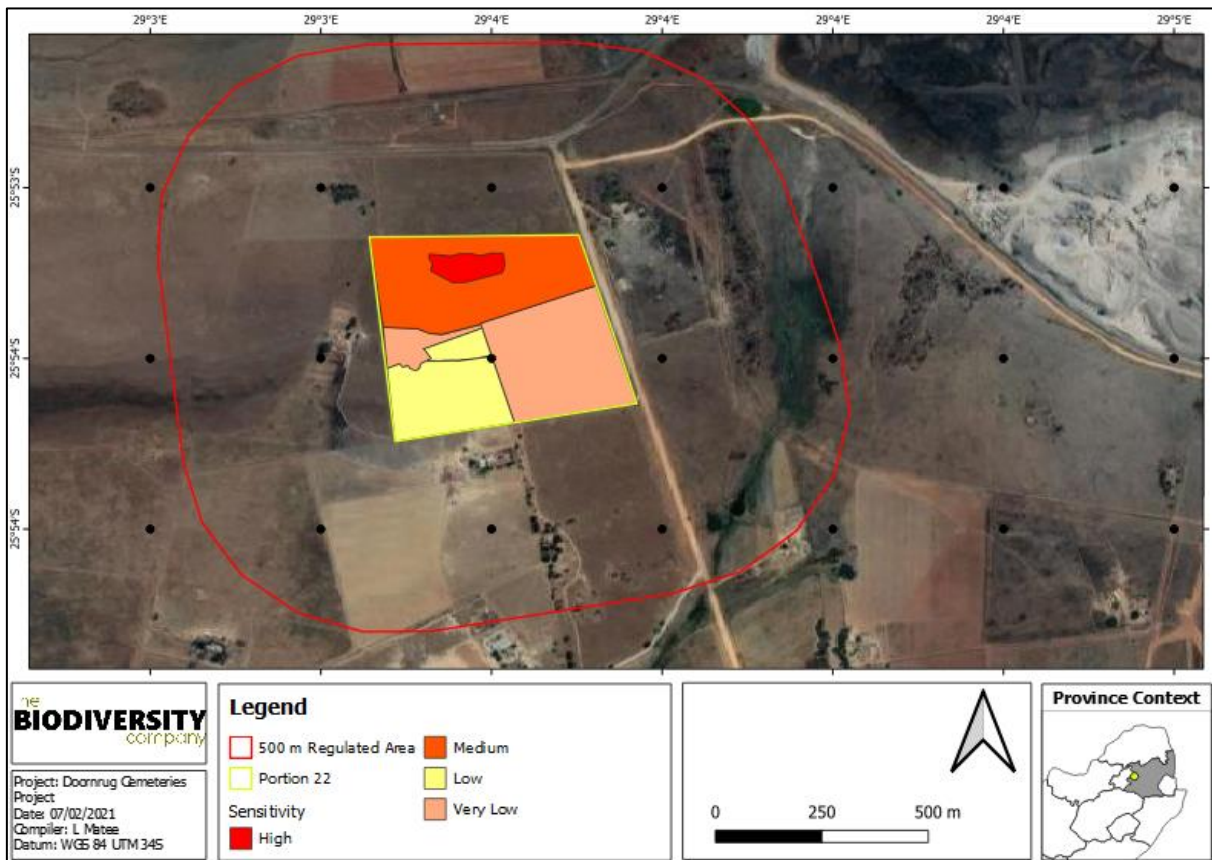 29°3'E 29°3'E 29°4'E 29°4'E 29°4'E 29°4'E 29°5'E
25°53'S
25°54'S
25°54'S
the
BIODIVERSITY
company
Project: Doornrug Cemeteries
Project
Date: 07/02/2021
Compiler: L Matee
Datum: WGS 84 UTM 34S
Legend
500 m Regulated Area
Portion 22
Sensitivity
High
Medium
Low
Very Low
0 250 500 m
Province Context